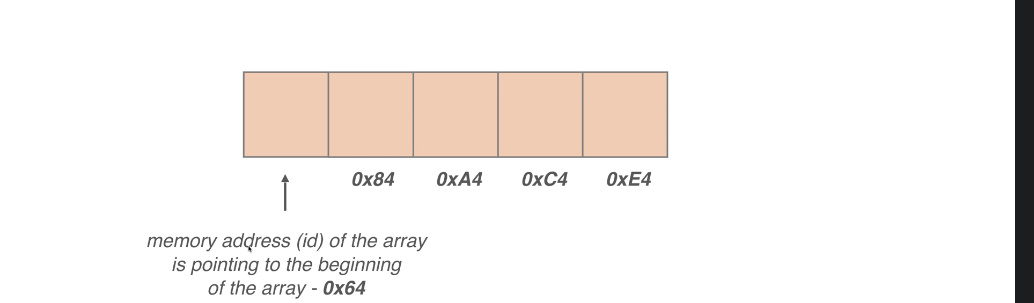 0x84 0xA4 0xC4 0xE4
memory address (id) of the array
is pointing to the beginning
of the array - 0x64